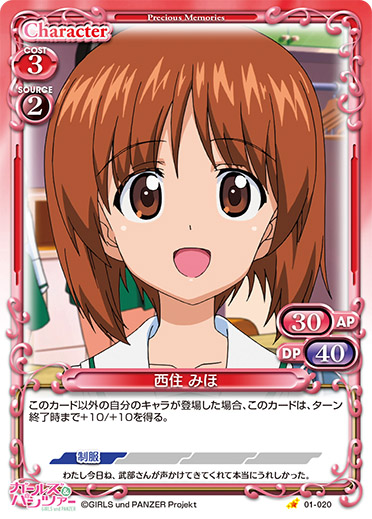 Precious Memories
Character
COST
3
SOURCE
2
30 AP
DP 40
西住 みほ
このカード以外の自分のキャラが登場した場合、このカードは、ターン
終了時まで+10/+10を得る。
制服
わたし今日ね、武部さんが声かけてきてくれて本当にうれしかった。
ガールズ&
パンツァー
GIRLS und PANZER
©GIRLS und PANZER Projekt
01-020